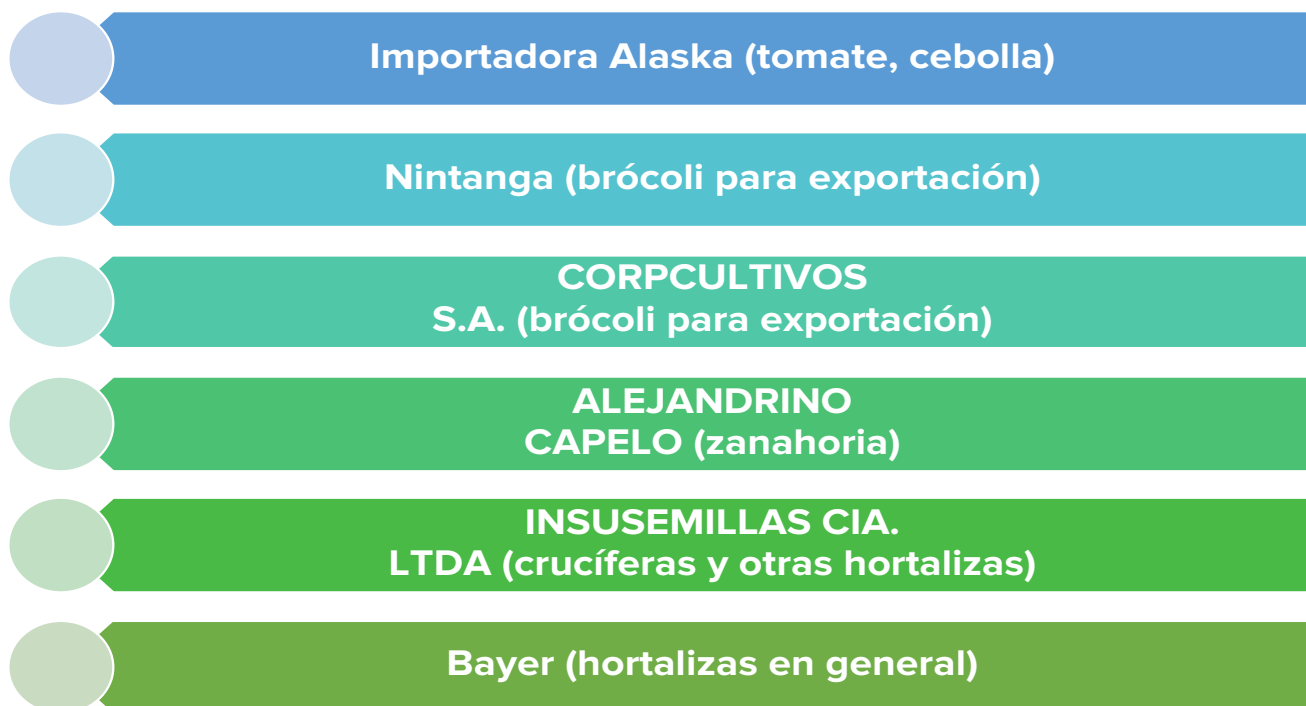 Importadora Alaska (tomate, cebolla)
Nintanga (brócoli para exportación)
CORPCULTIVOS
S.A. (brócoli para exportación)
ALEJANDRINO
CAPELO (zanahoria)
INSUSEMILLAS CIA.
LTDA (crucíferas y otras hortalizas)
Bayer (hortalizas en general)